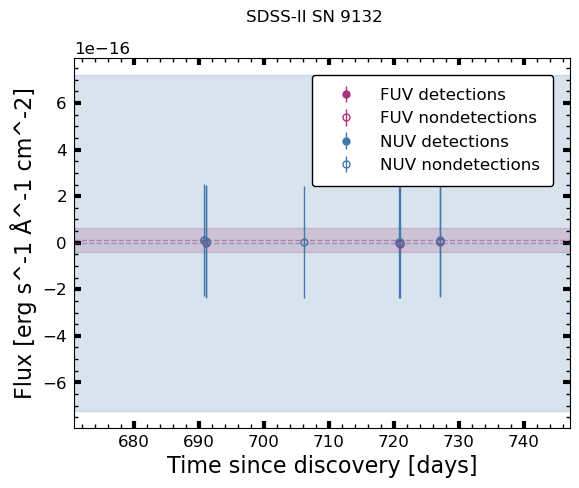 SDSS-II SN 9132
1e−16
FUV detections
FUV nondetections
NUV detections
NUV nondetections
6
4
2
0
−2
−4
−6
Flux [erg s^-1 Å^-1 cm^-2]
680 690 700 710 720 730 740
Time since discovery [days]